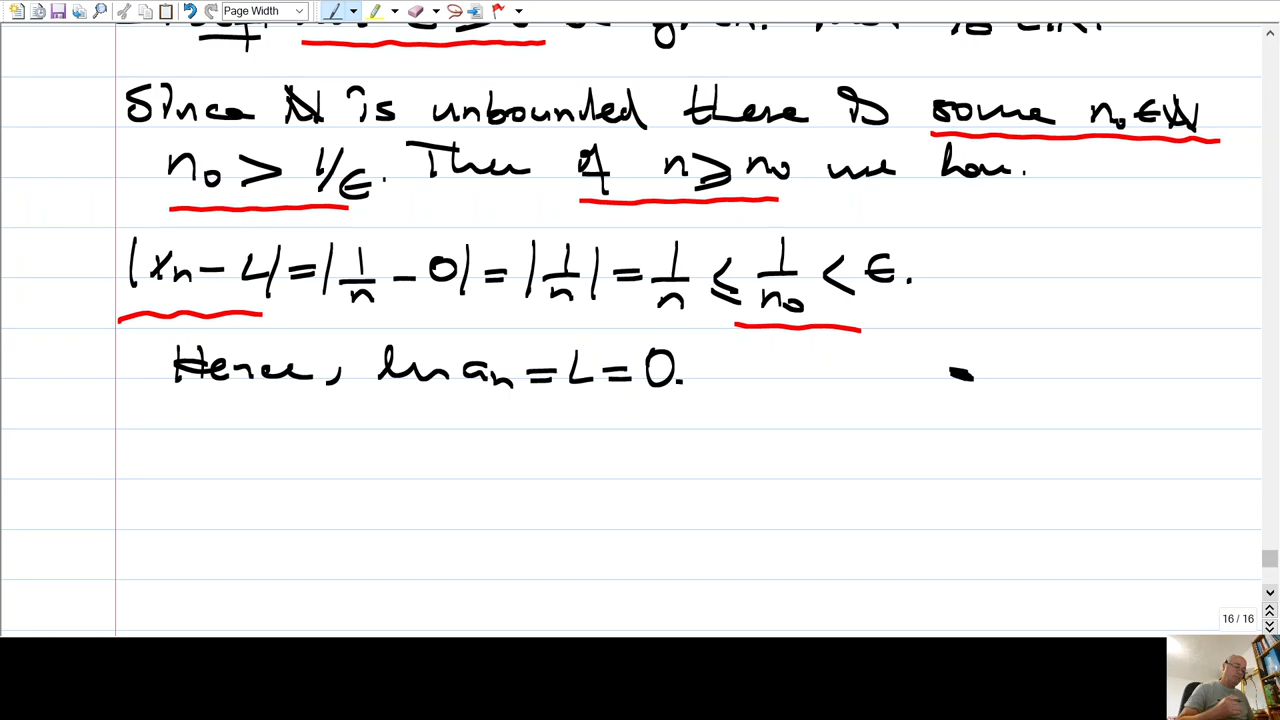 Page Width
Since ℕ is unbounded there is some n₀ ∈ ℕ
n₀ > 1/ϵ. Then if n ⩾ n₀ we have.
|xₙ − L| = |1/n − 0| = |1/n| = 1/n ≤ 1/n₀ < ϵ.
Hence, lim aₙ = L = 0.
16 / 16